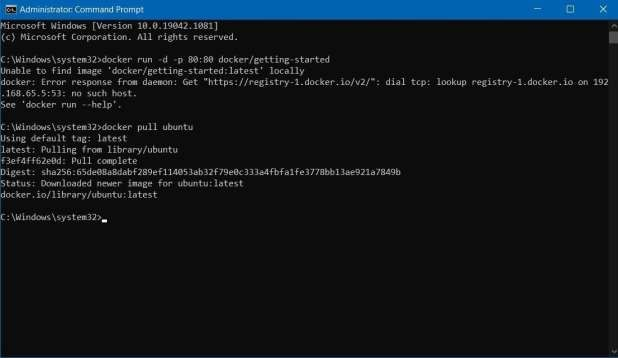 Administrator: Command Prompt
Microsoft Windows [Version 10.0.19042.1081]
(c) Microsoft Corporation. All rights reserved.
C:\Windows\system32>docker run -d -p 80:80 docker/getting-started
Unable to find image 'docker/getting-started:latest' locally
docker: Error response from daemon: Get "https://registry-1.docker.io/v2/": dial tcp: lookup registry-1.docker.io on 192
.168.65.5:53: no such host.
See 'docker run --help'.
C:\Windows\system32>docker pull ubuntu
Using default tag: latest
latest: Pulling from library/ubuntu
f3ef4ff62e0d: Pull complete
Digest: sha256:65de08a8dabf289ef114053ab32f79e0c333a4fbfa1fe3778bb13ae921a7849b
Status: Downloaded newer image for ubuntu:latest
docker.io/library/ubuntu:latest
C:\Windows\system32>